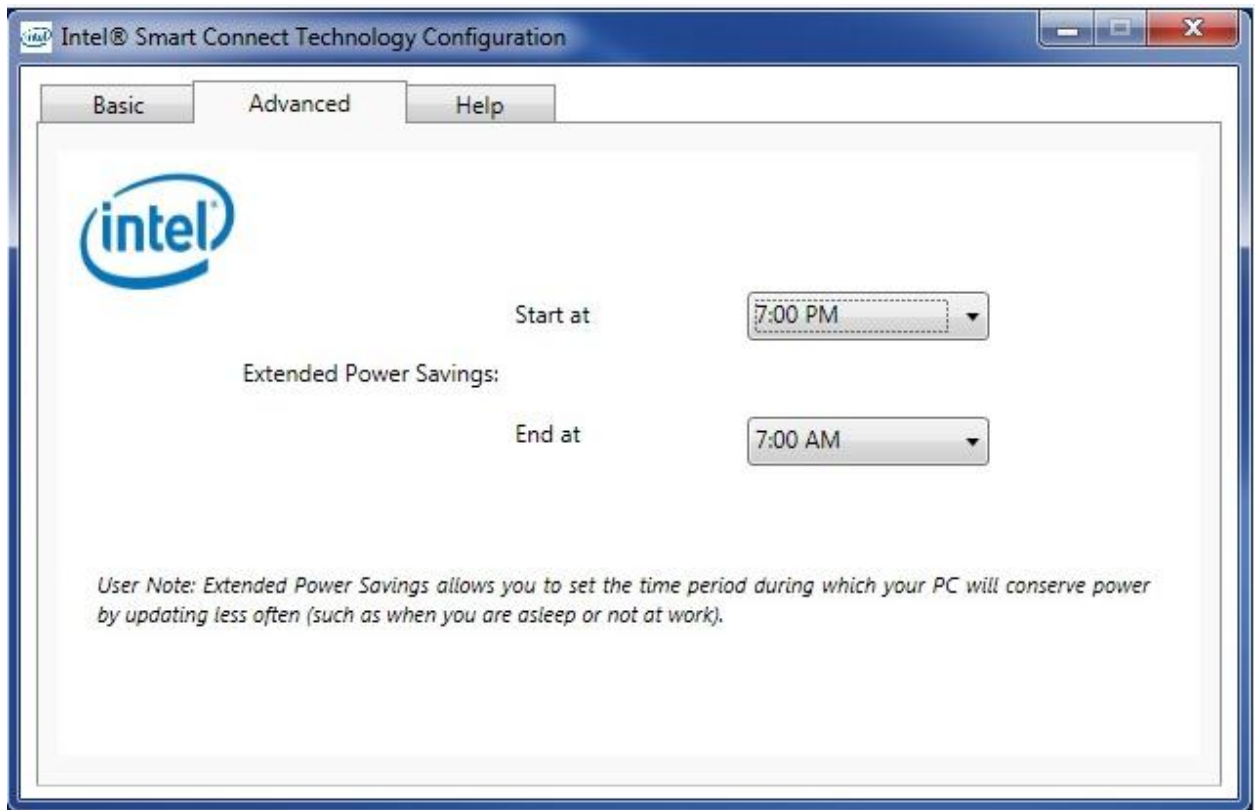 Intel® Smart Connect Technology Configuration
Basic
Advanced
Help
intel
Start at
7:00 PM
Extended Power Savings:
End at
7:00 AM
User Note: Extended Power Savings allows you to set the time period during which your PC will conserve power
by updating less often (such as when you are asleep or not at work).